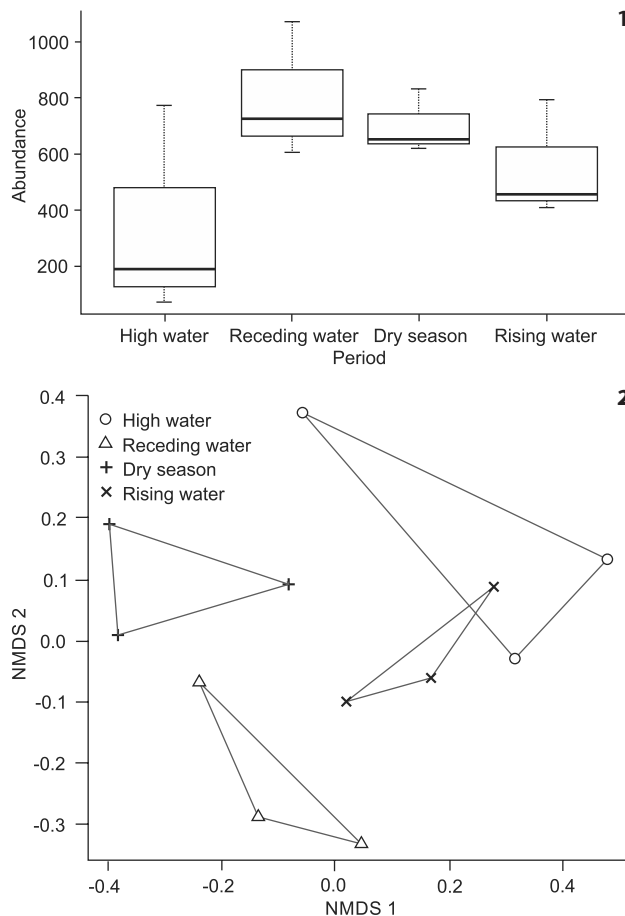 1
1000
800
600
400
200
Abundance
High water Receding water Dry season Rising water
Period
2
0.4
0.3
0.2
0.1
0.0
-0.1
-0.2
-0.3
NMDS 2
High water
Receding water
Dry season
Rising water
-0.4 -0.2 0.0 0.2 0.4
NMDS 1